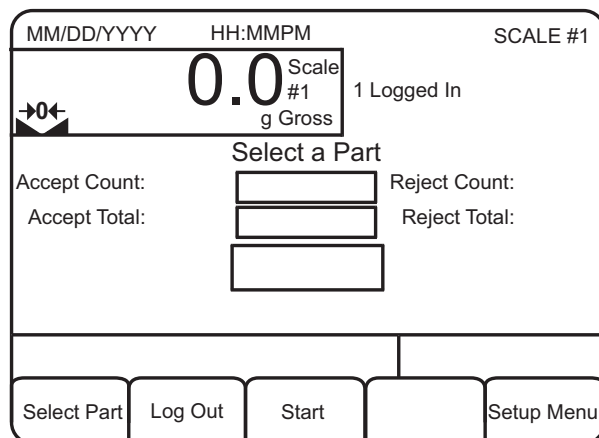 MM/DD/YYYY HH:MMPM SCALE #1
0.0 Scale #1
g Gross
1 Logged In
→0←
Select a Part
Accept Count: Reject Count:
Accept Total: Reject Total:
Select Part Log Out Start Setup Menu